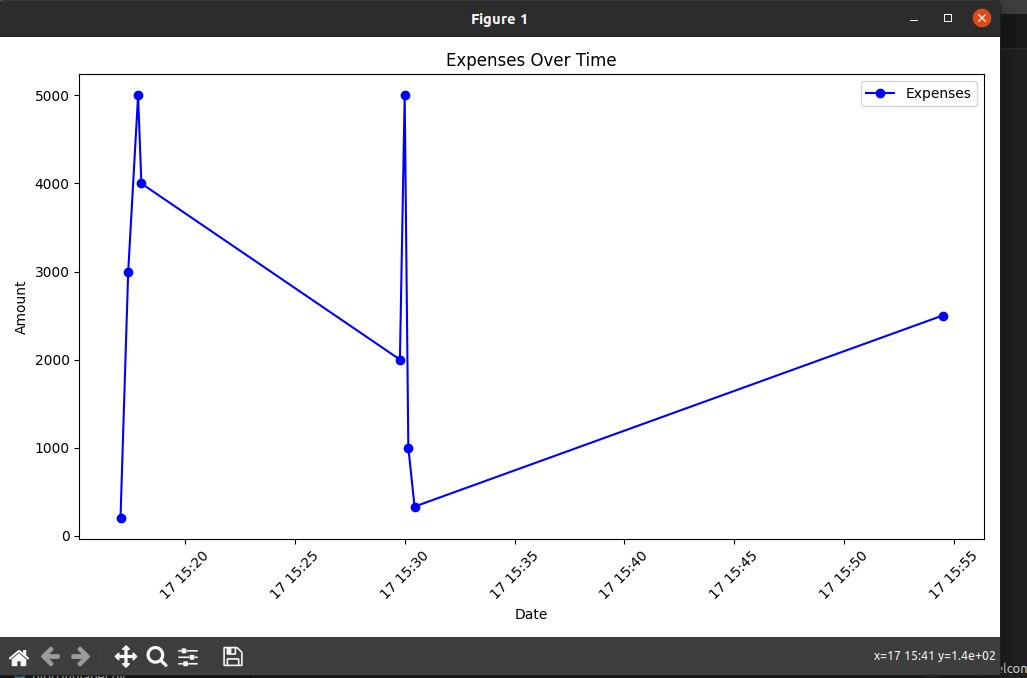 Figure 1
Expenses Over Time
Expenses
5000
4000
3000
2000
1000
0
Amount
17 15:20
17 15:25
17 15:30
17 15:35
17 15:40
17 15:45
17 15:50
17 15:55
Date
x=17 15:41 y=1.4e+02
elcom